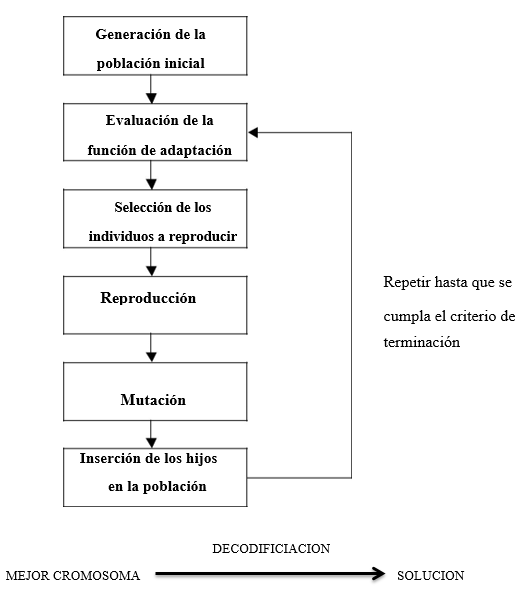 Generación de la
población inicial
Evaluación de la
función de adaptación
Selección de los
individuos a reproducir
Reproducción
Mutación
Inserción de los hijos
en la población
Repetir hasta que se
cumpla el criterio de
terminación
DECODIFICIACION
MEJOR CROMOSOMA
SOLUCION